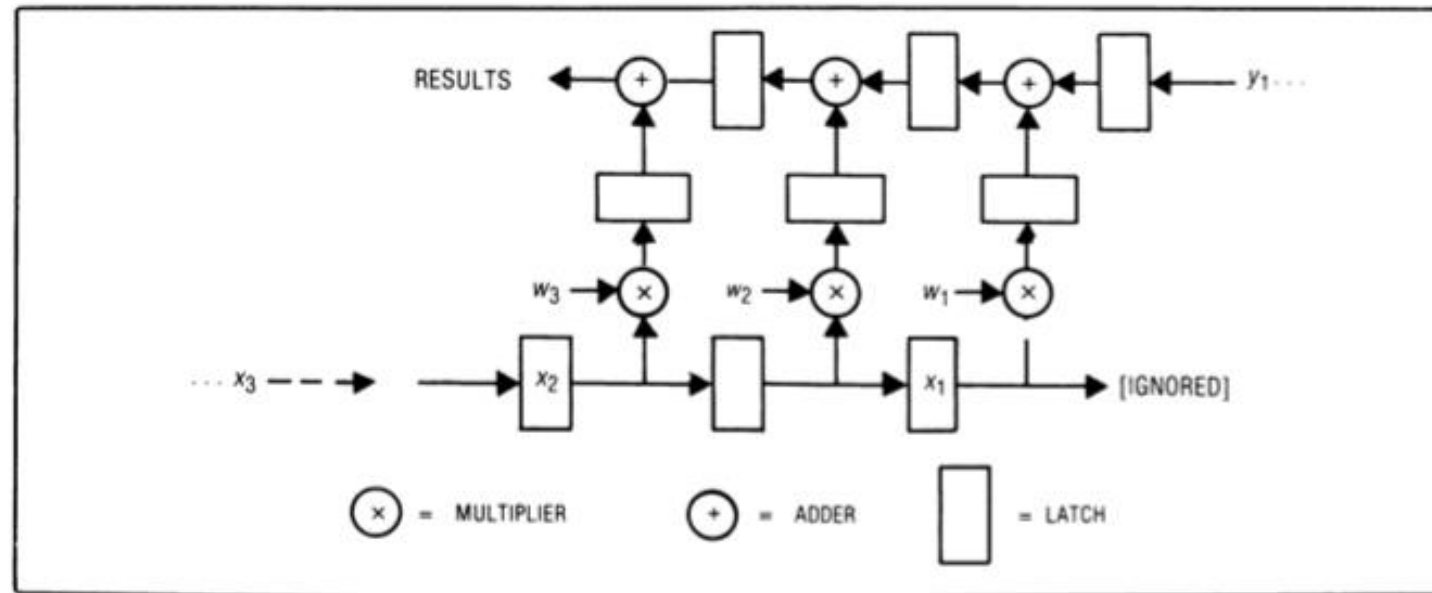 RESULTS + + + y₁ ...
w₃ × w₂ × w₁ ×
... x₃ x₂ x₁ [IGNORED]
× = MULTIPLIER + = ADDER = LATCH